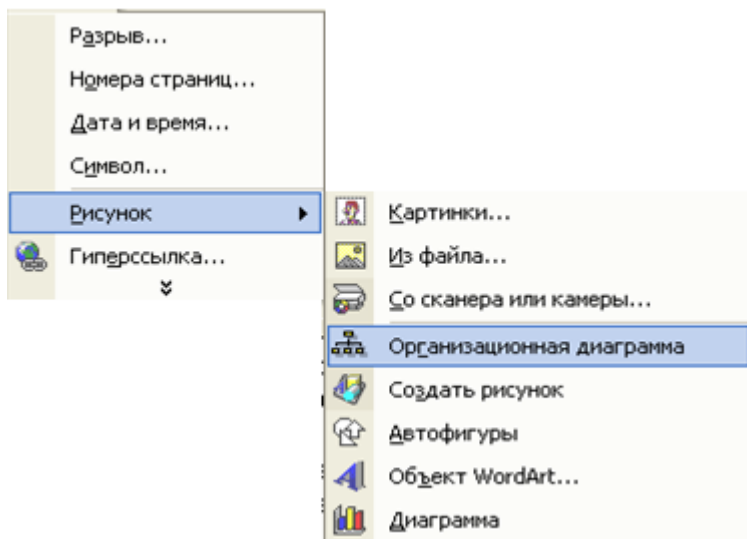 Разрыв...
Номера страниц...
Дата и время...
Символ...
Рисунок
Гиперссылка...
Картинки...
Из файла...
Со сканера или камеры...
Организационная диаграмма
Создать рисунок
Автофигуры
Объект WordArt...
Диаграмма